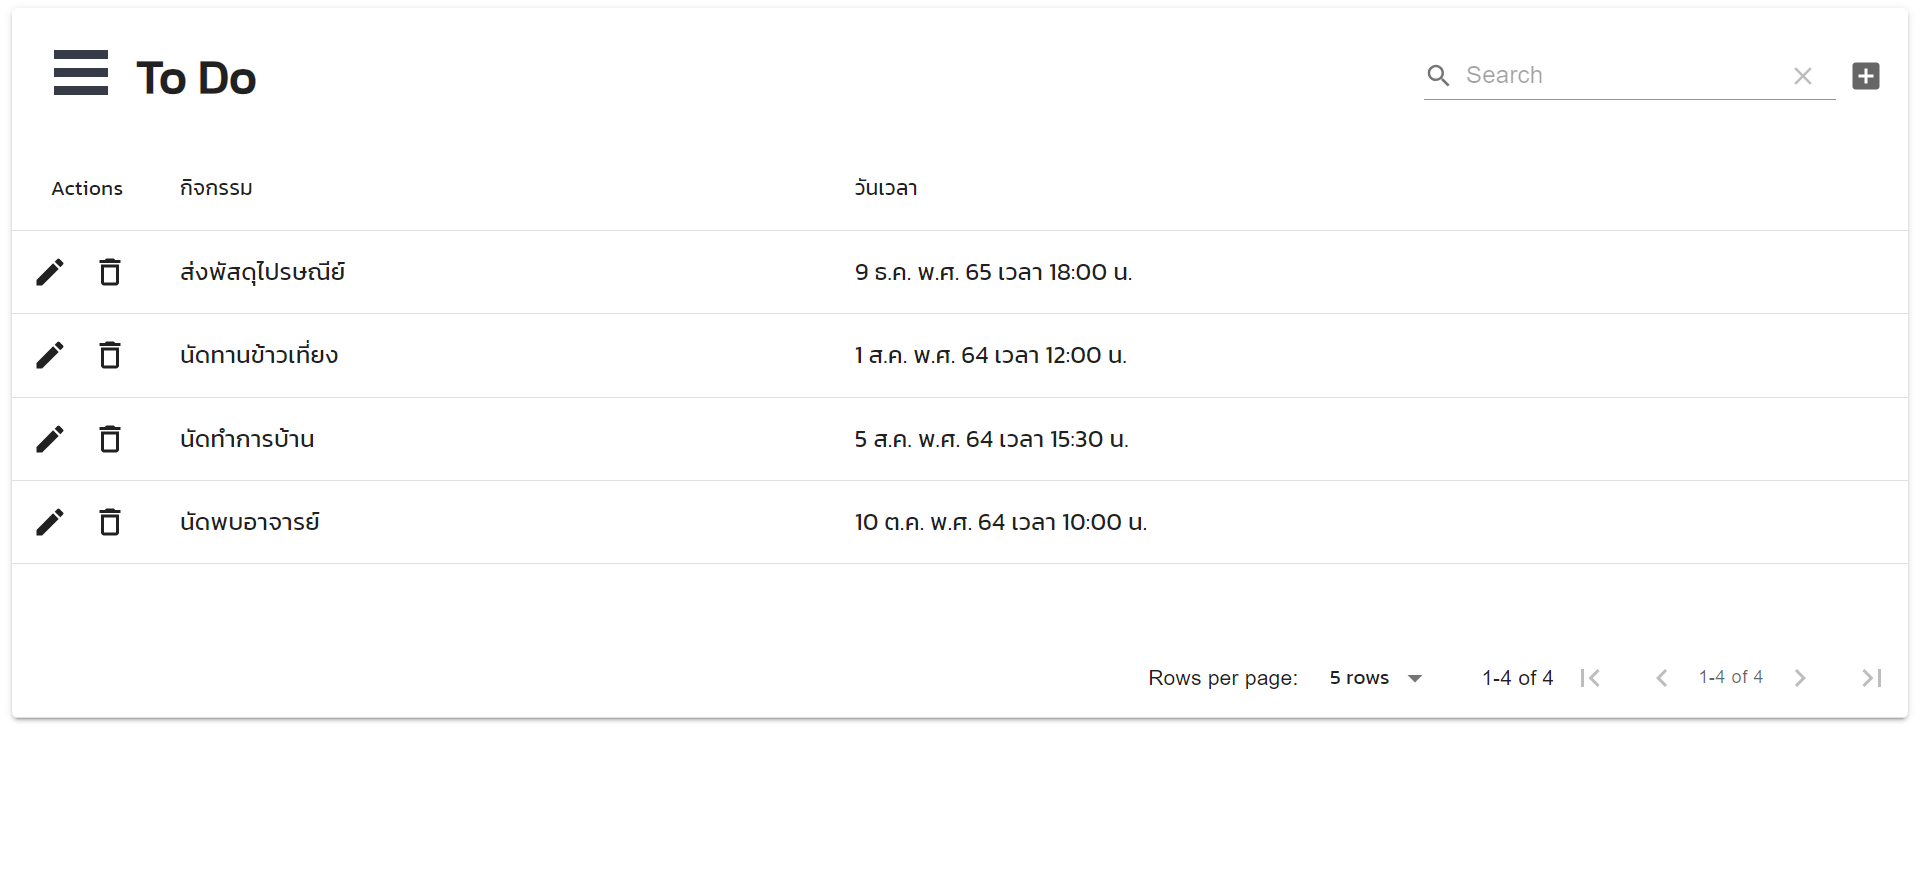 To Do
Search
Actions กิจกรรม วันเวลา
ส่งพัสดุไปรษณีย์ 9 ธ.ค. พ.ศ. 65 เวลา 18:00 น.
นัดทานข้าวเที่ยง 1 ส.ค. พ.ศ. 64 เวลา 12:00 น.
นัดทำการบ้าน 5 ส.ค. พ.ศ. 64 เวลา 15:30 น.
นัดพบอาจารย์ 10 ต.ค. พ.ศ. 64 เวลา 10:00 น.
Rows per page: 5 rows 1-4 of 4 1-4 of 4